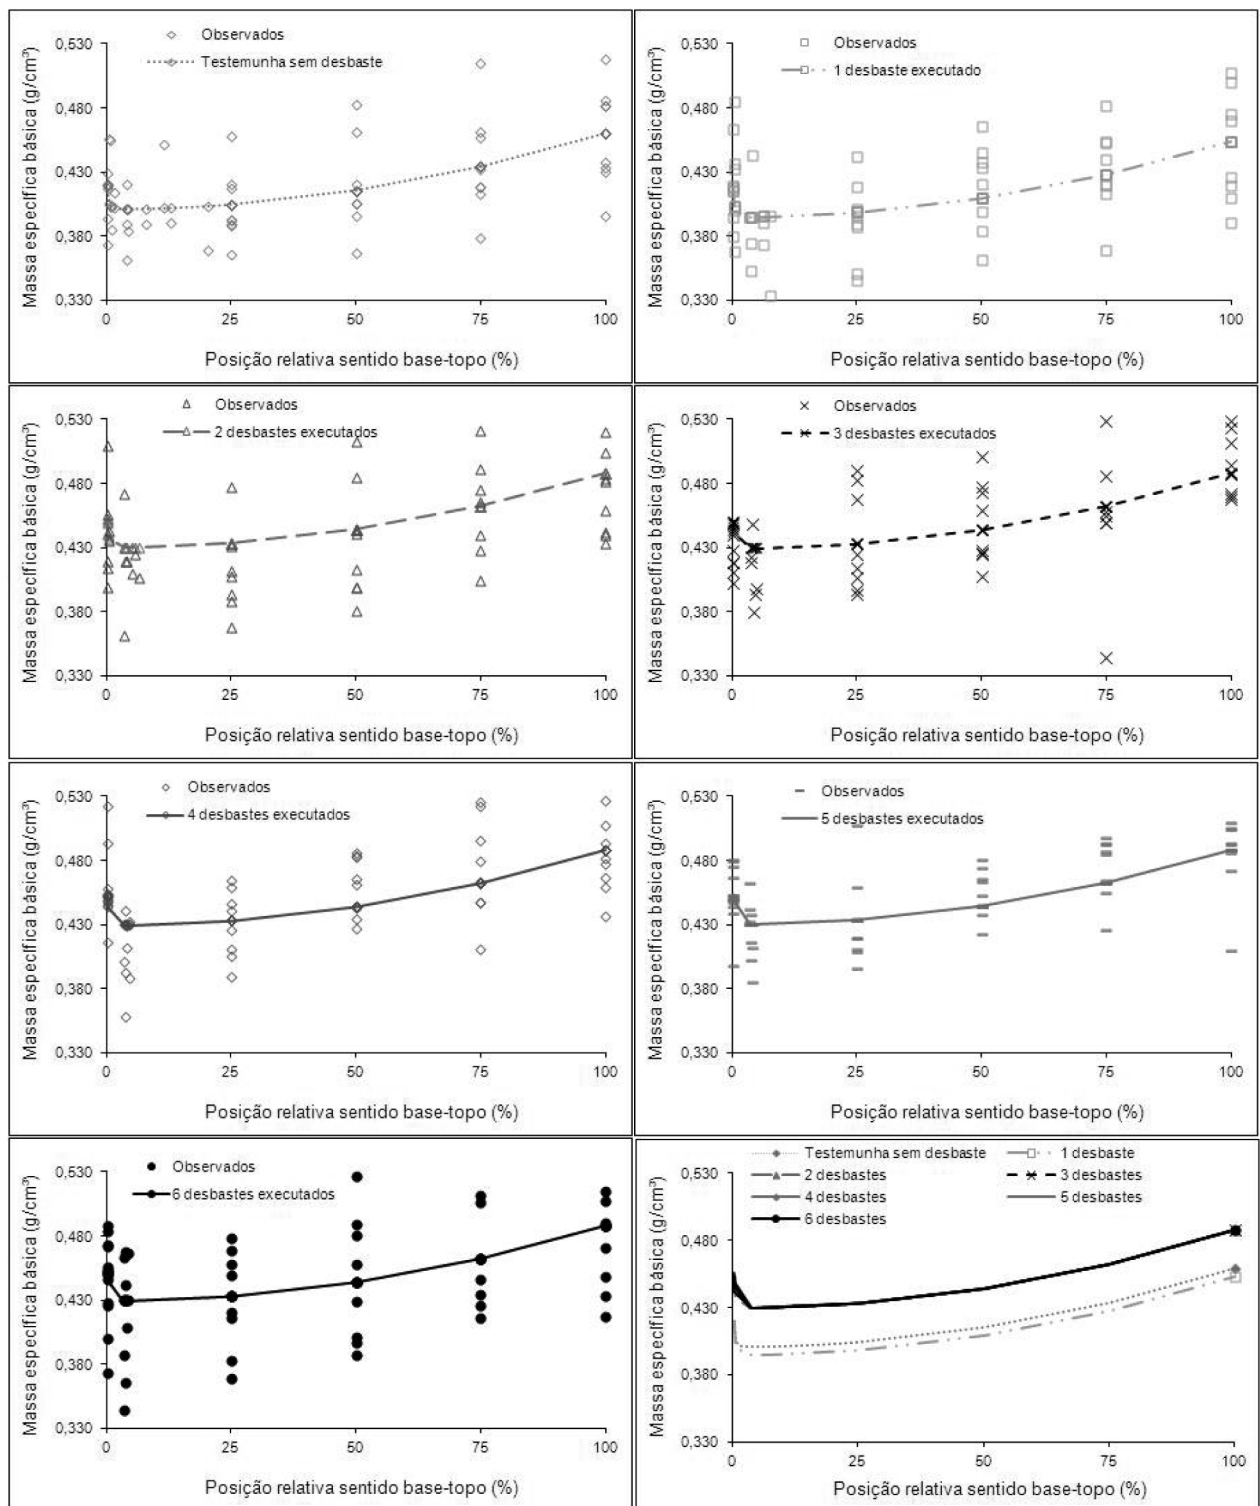 Massa específica básica (g/cm³)
0,530
0,480
0,430
0,380
0,330
Observados
Testemunha sem desbaste
0 25 50 75 100
Posição relativa sentido base-topo (%)
Massa específica básica (g/cm³)
0,530
0,480
0,430
0,380
0,330
Observados
1 desbaste executado
0 25 50 75 100
Posição relativa sentido base-topo (%)
Massa específica básica (g/cm³)
0,530
0,480
0,430
0,380
0,330
Observados
2 desbastes executados
0 25 50 75 100
Posição relativa sentido base-topo (%)
Massa específica básica (g/cm³)
0,530
0,480
0,430
0,380
0,330
Observados
3 desbastes executados
0 25 50 75 100
Posição relativa sentido base-topo (%)
Massa específica básica (g/cm³)
0,530
0,480
0,430
0,380
0,330
Observados
4 desbastes executados
0 25 50 75 100
Posição relativa sentido base-topo (%)
Massa específica básica (g/cm³)
0,530
0,480
0,430
0,380
0,330
Observados
5 desbastes executados
0 25 50 75 100
Posição relativa sentido base-topo (%)
Massa específica básica (g/cm³)
0,530
0,480
0,430
0,380
0,330
Observados
6 desbastes executados
0 25 50 75 100
Posição relativa sentido base-topo (%)
Massa específica básica (g/cm³)
0,530
0,480
0,430
0,380
0,330
Testemunha sem desbaste 1 desbaste
2 desbastes 3 desbastes
4 desbastes 5 desbastes
6 desbastes
0 25 50 75 100
Posição relativa sentido base-topo (%)